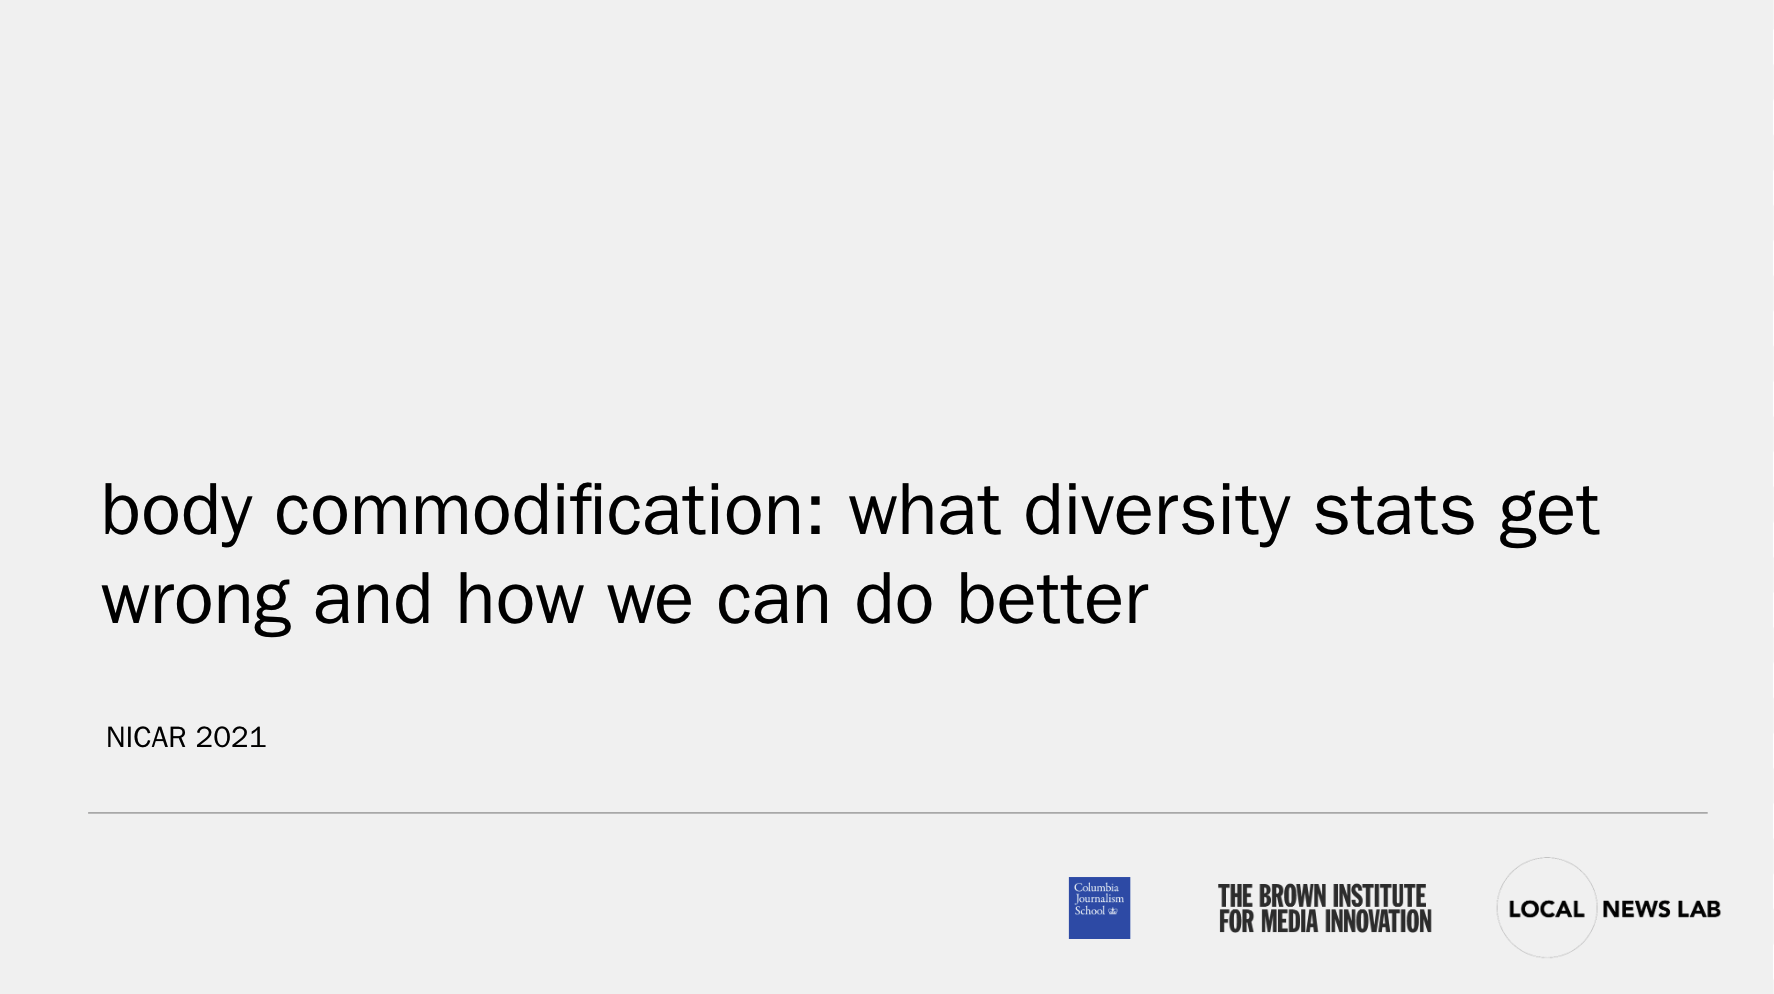 body commodification: what diversity stats get
wrong and how we can do better
NICAR 2021
Columbia
Journalism
School
THE BROWN INSTITUTE
FOR MEDIA INNOVATION
LOCAL NEWS LAB